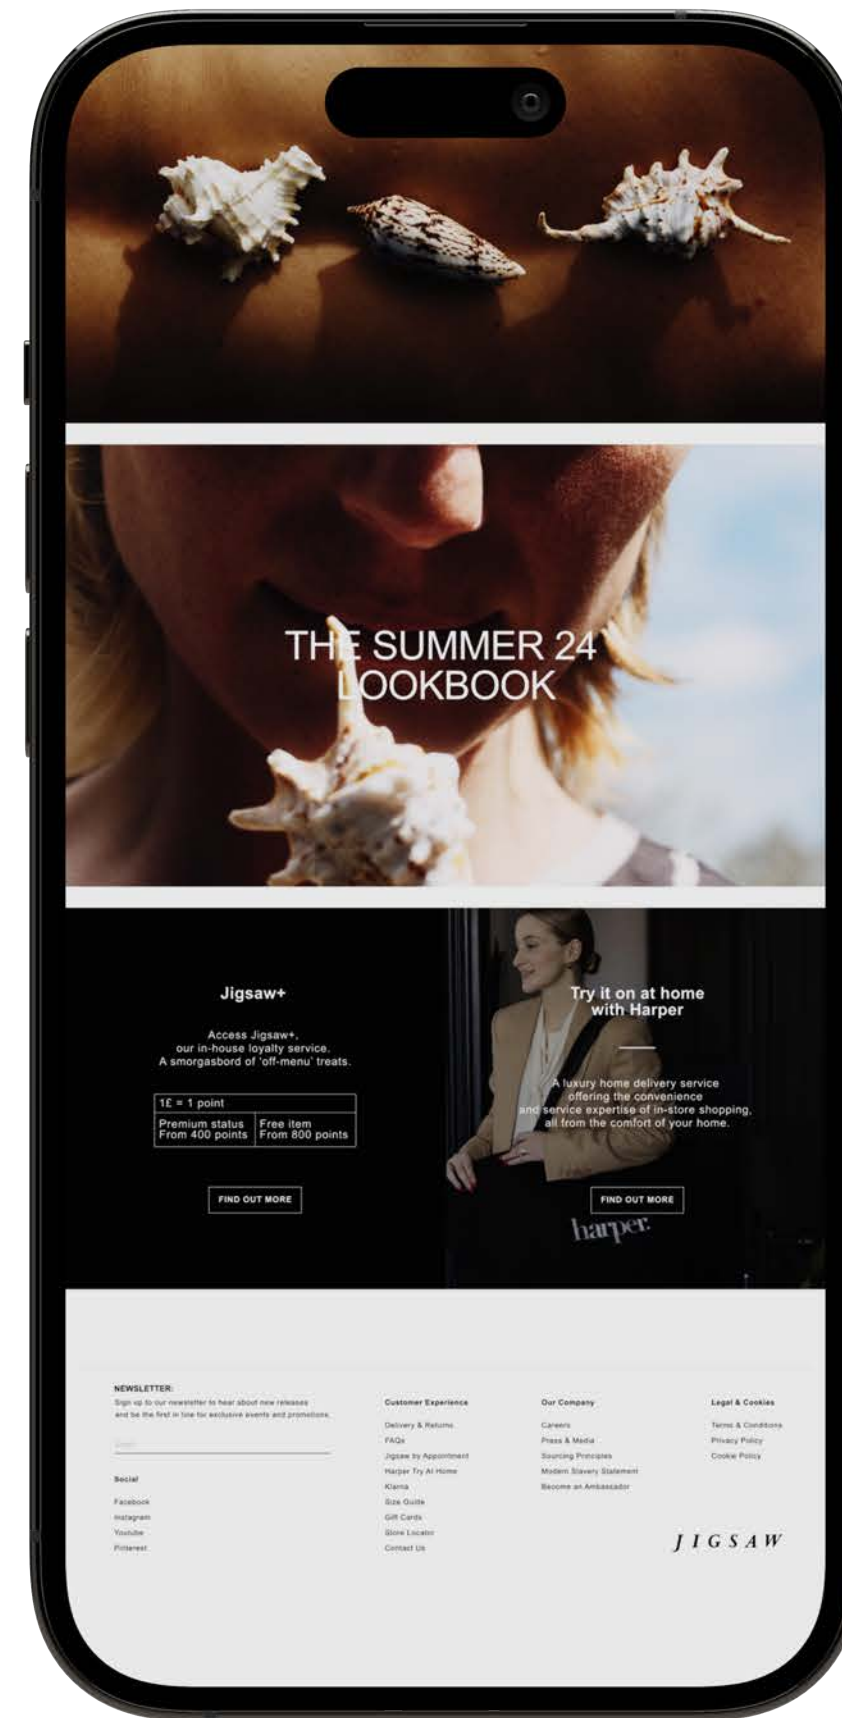 THE SUMMER 24
LOOKBOOK
Jigsaw+
Access Jigsaw+,
our in-house loyalty service.
A smorgasbord of 'off-menu' treats.
1£ = 1 point
Premium status
From 400 points
Free item
From 800 points
FIND OUT MORE
Try it on at home
with Harper
A luxury home delivery service
offering the convenience
and service expertise of in-store shopping,
all from the comfort of your home.
FIND OUT MORE
harper.
NEWSLETTER:
Sign up to our newsletter to hear about new releases
and be the first in line for exclusive events and promotions.
Social
Facebook
Instagram
Youtube
Pinterest
Customer Experience
Delivery & Returns
FAQs
Jigsaw by Appointment
Harper Try At Home
Klarna
Size Guide
Gift Cards
Store Locator
Contact Us
Our Company
Careers
Press & Media
Sourcing Principles
Modern Slavery Statement
Become an Ambassador
Legal & Cookies
Terms & Conditions
Privacy Policy
Cookie Policy
JIGSAW